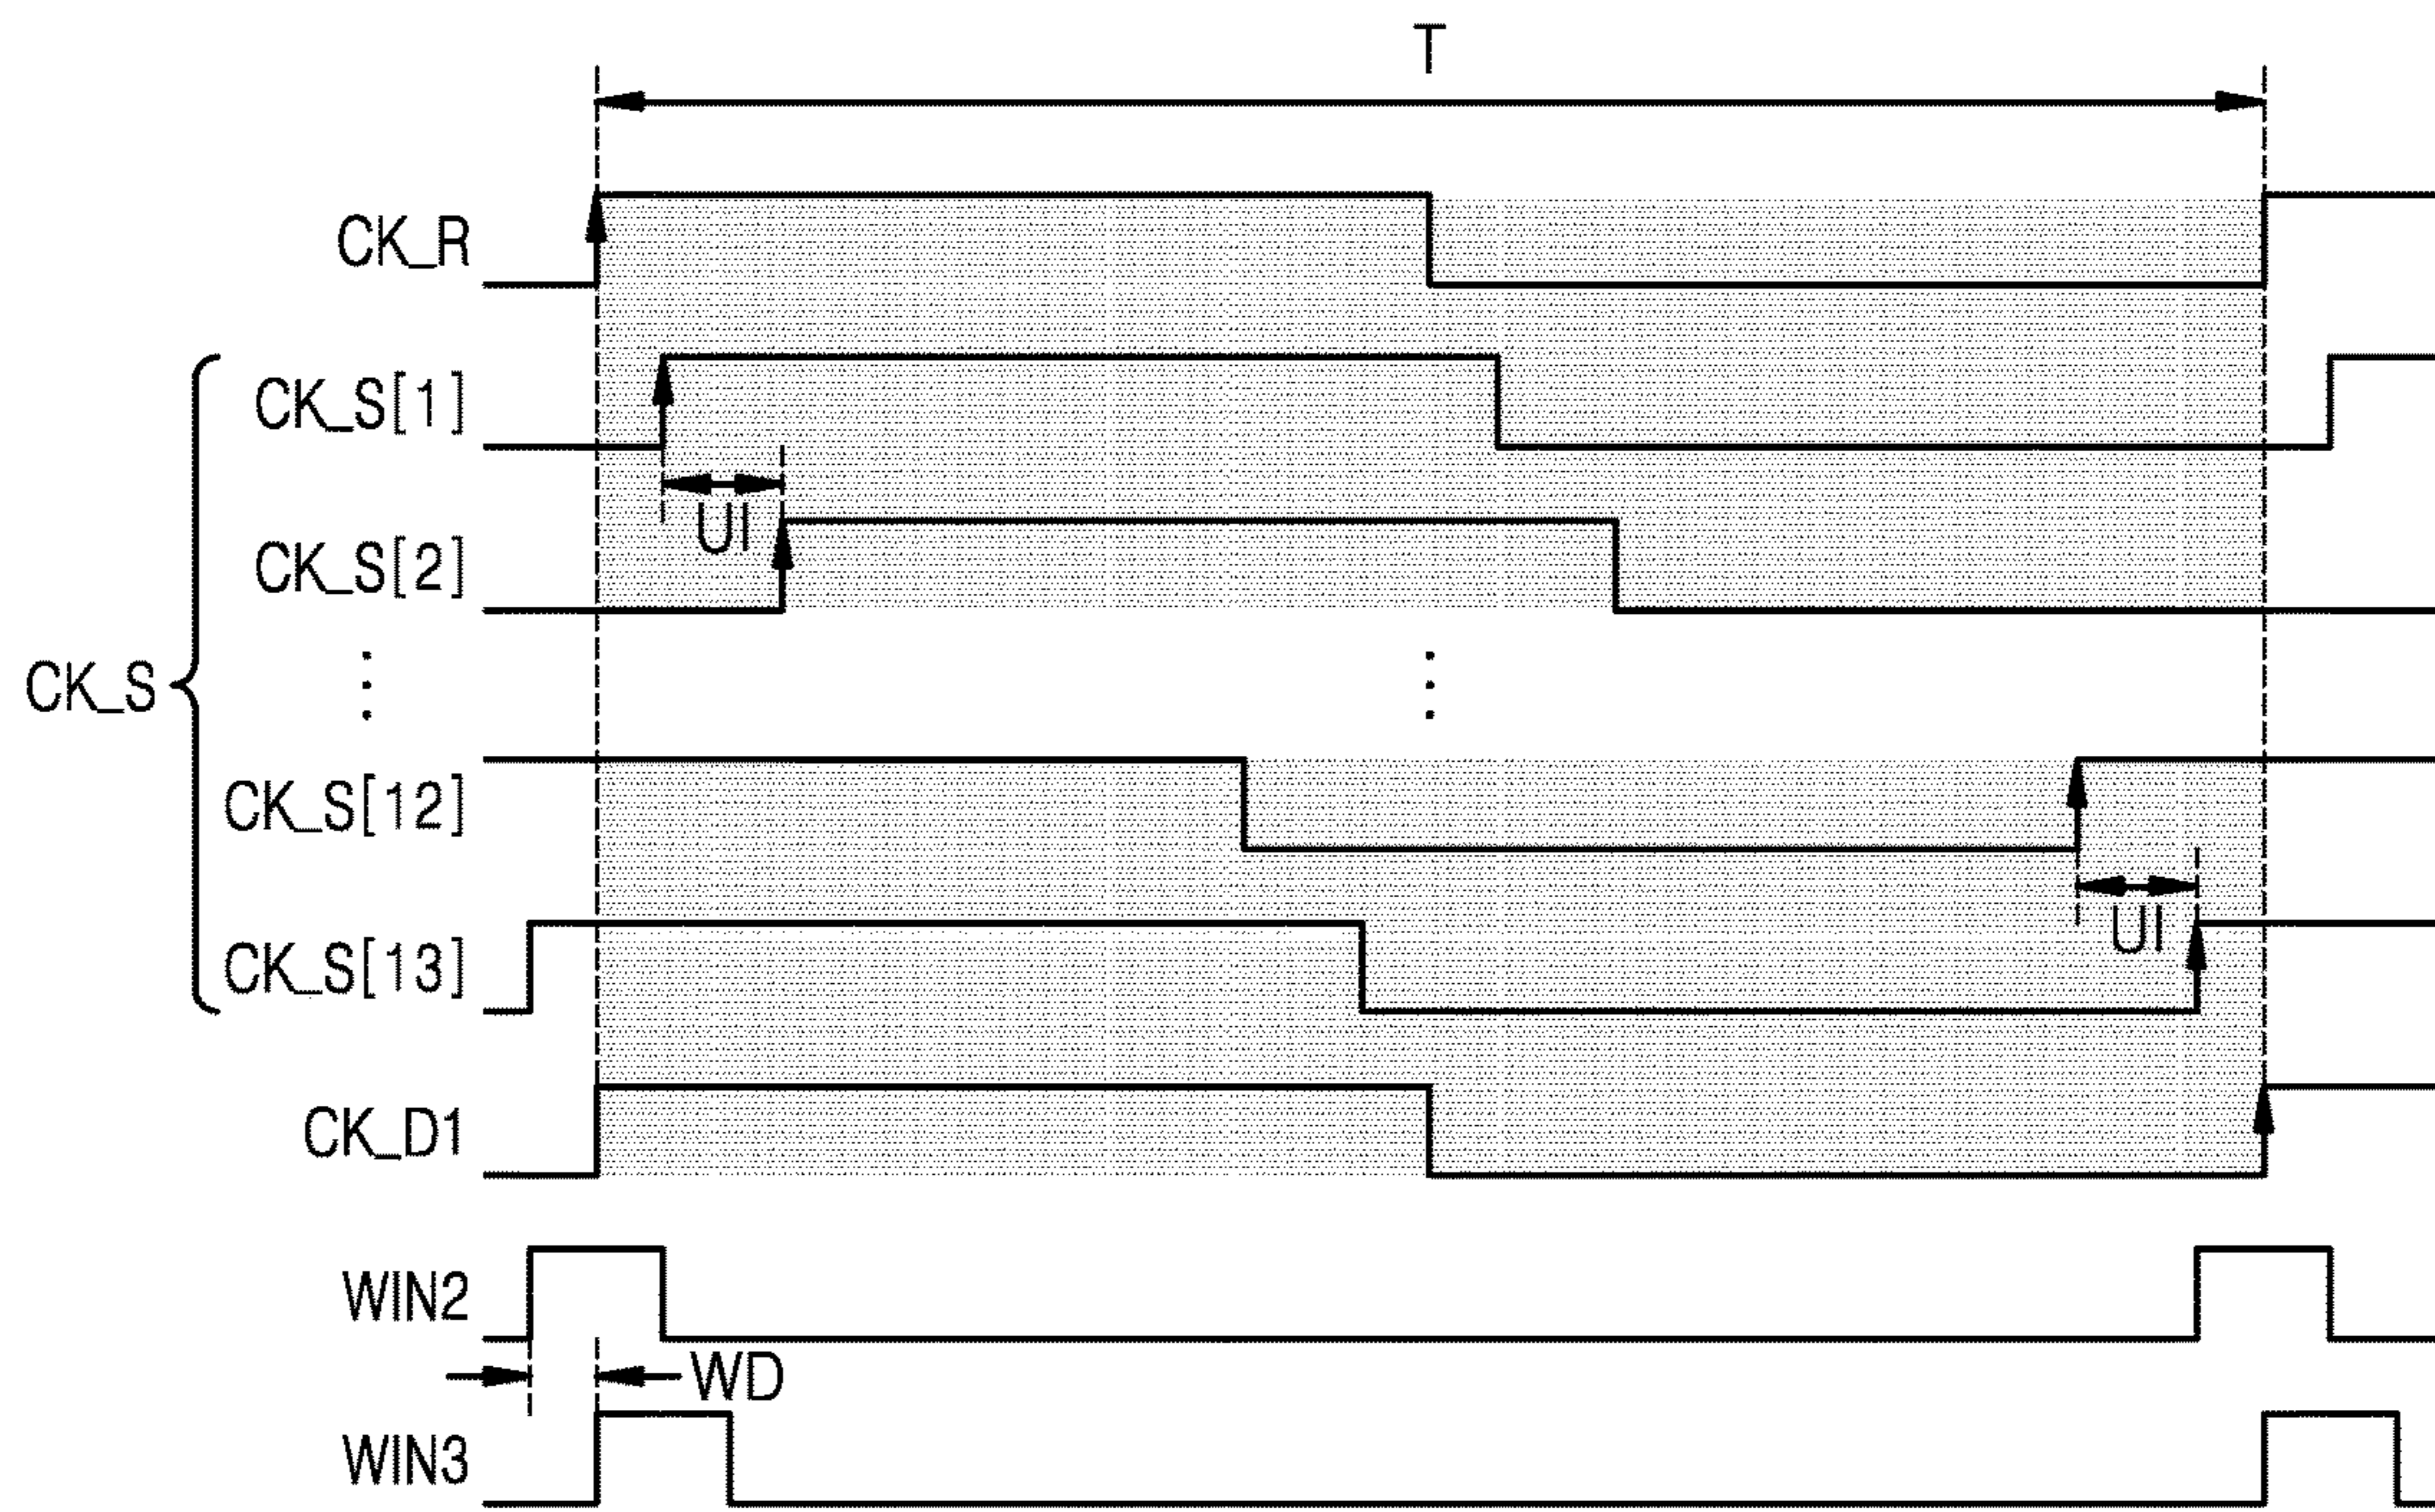 T
CK_R
CK_S[1]
UI
CK_S[2]
CK_S
CK_S[12]
UI
CK_S[13]
CK_D1
WIN2
WD
WIN3